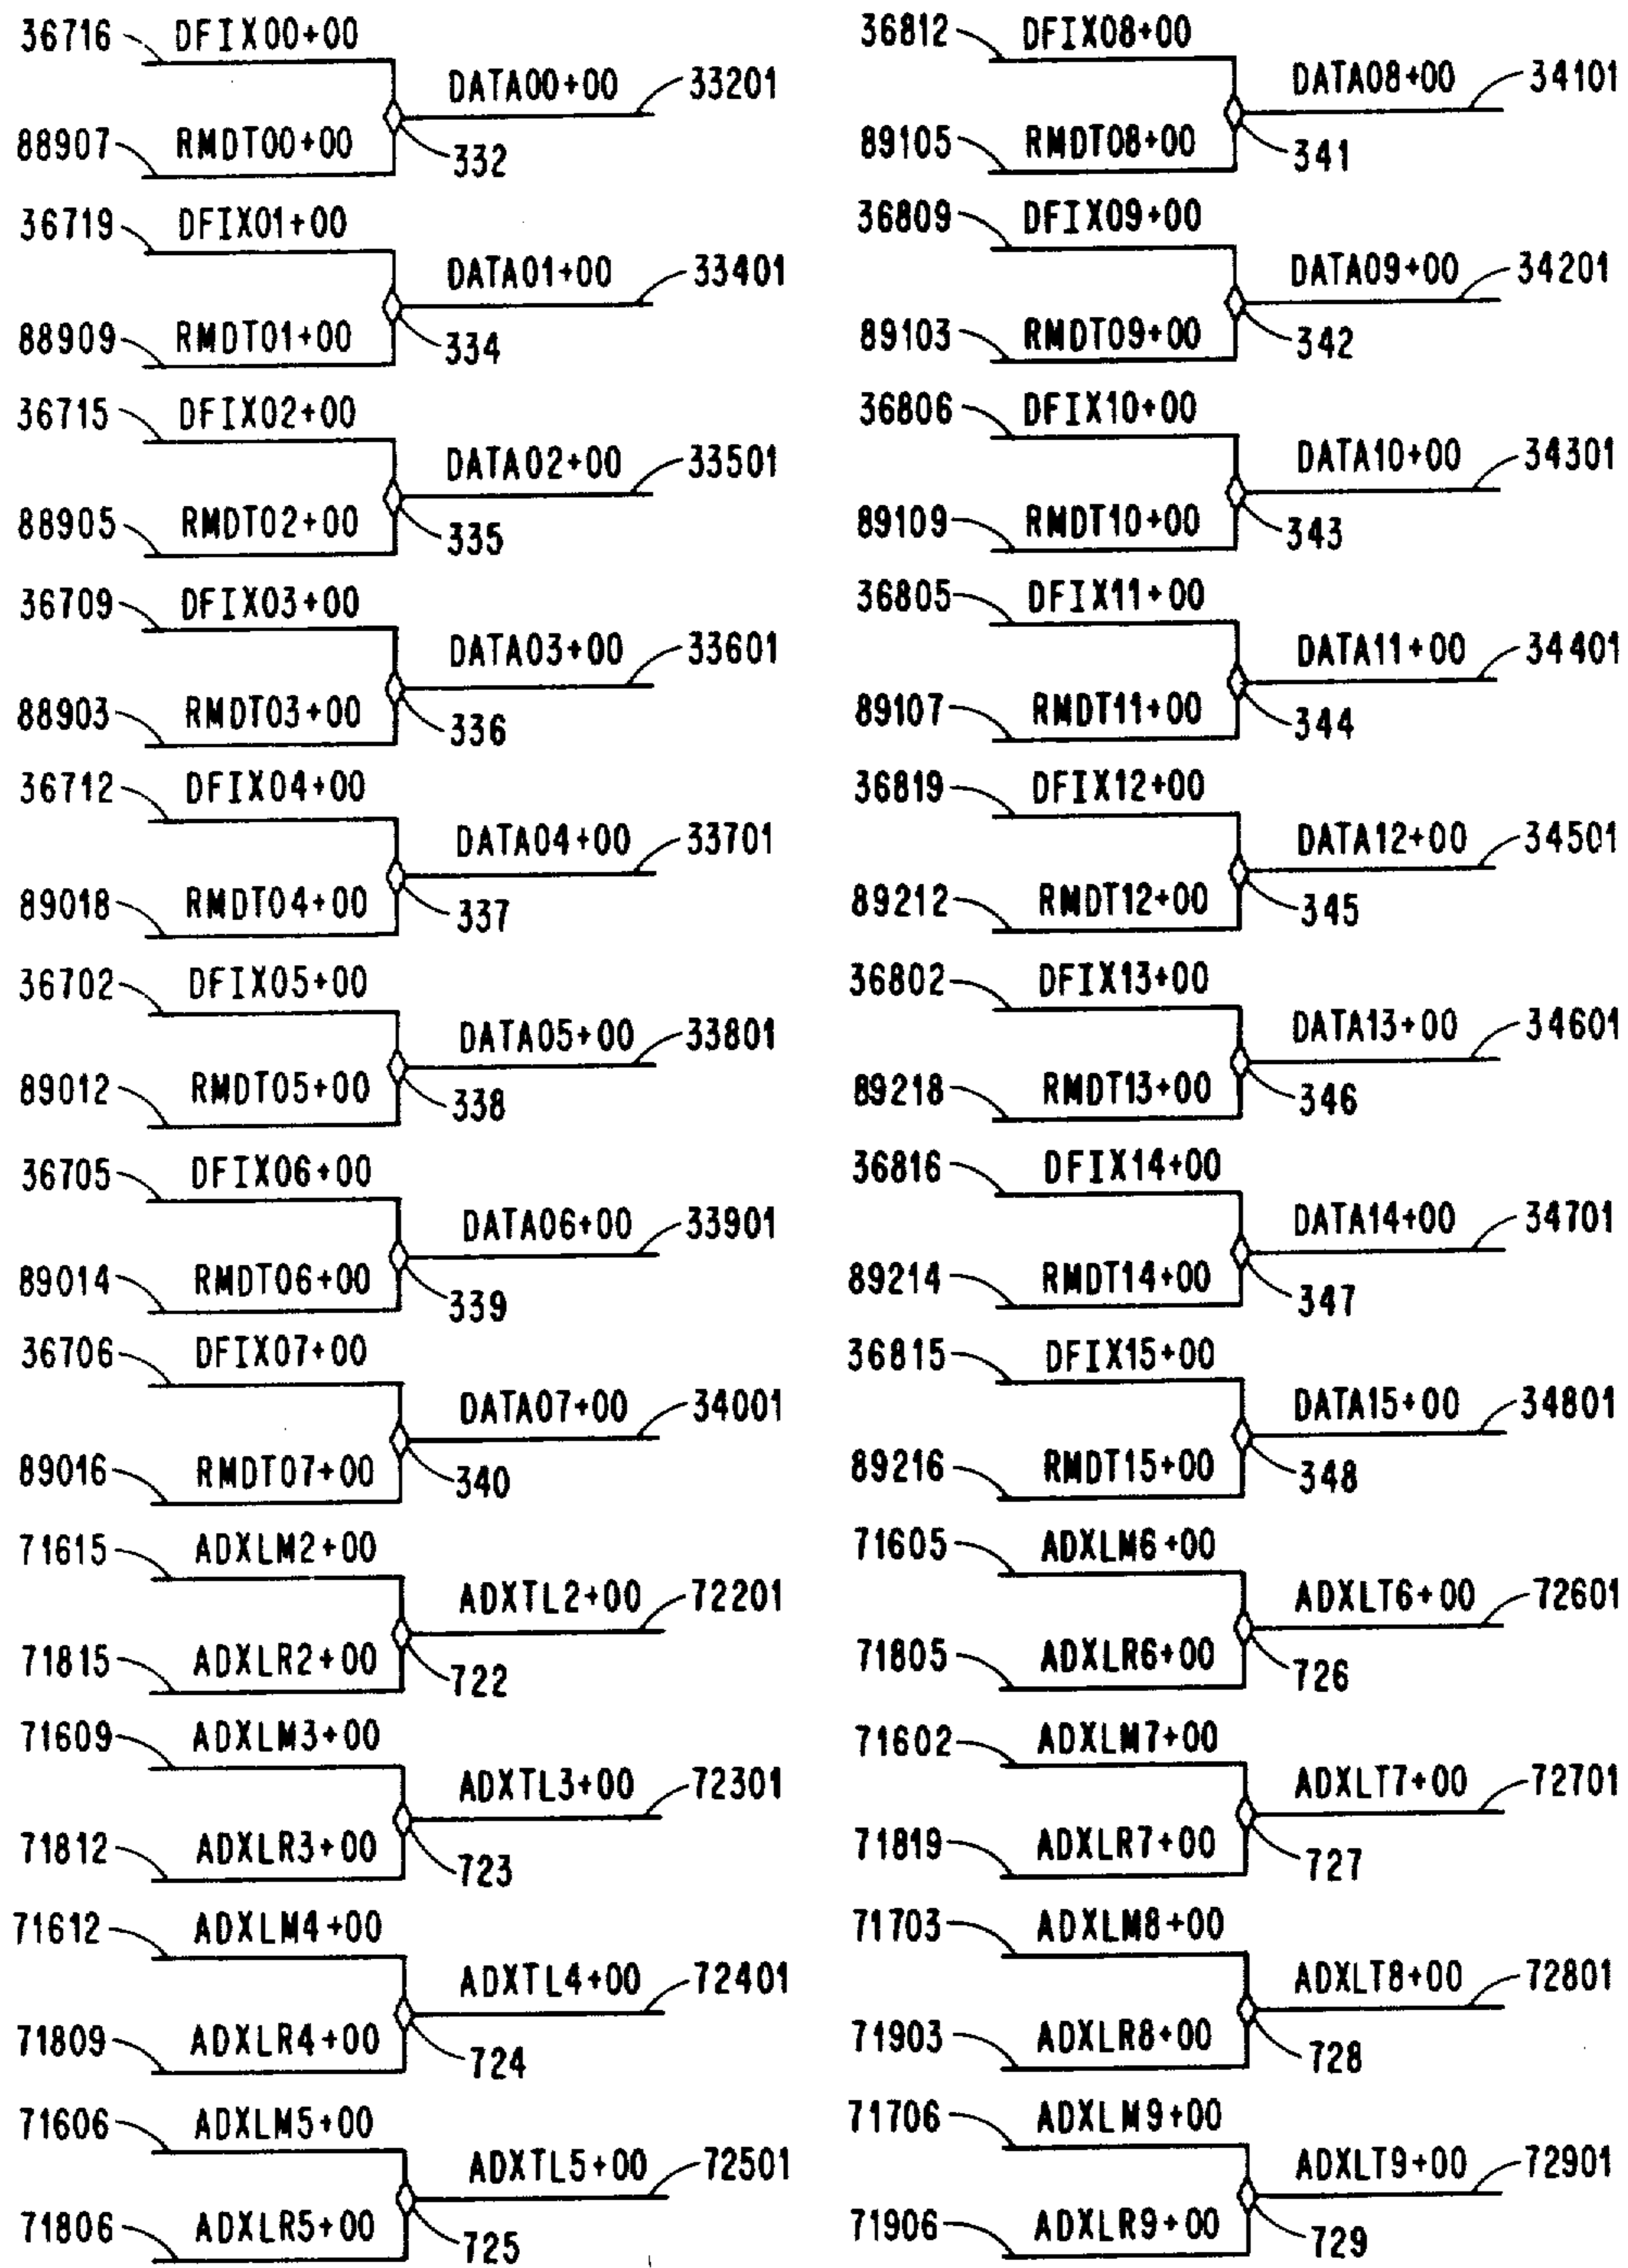 36716 DFIX00+00
DATA00+00 33201
88907 RMDT00+00 332
36719 DFIX01+00
DATA01+00 33401
88909 RMDT01+00 334
36715 DFIX02+00
DATA02+00 33501
88905 RMDT02+00 335
36709 DFIX03+00
DATA03+00 33601
88903 RMDT03+00 336
36712 DFIX04+00
DATA04+00 33701
89018 RMDT04+00 337
36702 DFIX05+00
DATA05+00 33801
89012 RMDT05+00 338
36705 DFIX06+00
DATA06+00 33901
89014 RMDT06+00 339
36706 DFIX07+00
DATA07+00 34001
89016 RMDT07+00 340
71615 ADXLM2+00
ADXTL2+00 72201
71815 ADXLR2+00 722
71609 ADXLM3+00
ADXTL3+00 72301
71812 ADXLR3+00 723
71612 ADXLM4+00
ADXTL4+00 72401
71809 ADXLR4+00 724
71606 ADXLM5+00
ADXTL5+00 72501
71806 ADXLR5+00 725
36812 DFIX08+00
DATA08+00 34101
89105 RMDT08+00 341
36809 DFIX09+00
DATA09+00 34201
89103 RMDT09+00 342
36806 DFIX10+00
DATA10+00 34301
89109 RMDT10+00 343
36805 DFIX11+00
DATA11+00 34401
89107 RMDT11+00 344
36819 DFIX12+00
DATA12+00 34501
89212 RMDT12+00 345
36802 DFIX13+00
DATA13+00 34601
89218 RMDT13+00 346
36816 DFIX14+00
DATA14+00 34701
89214 RMDT14+00 347
36815 DFIX15+00
DATA15+00 34801
89216 RMDT15+00 348
71605 ADXLM6+00
ADXLT6+00 72601
71805 ADXLR6+00 726
71602 ADXLM7+00
ADXLT7+00 72701
71819 ADXLR7+00 727
71703 ADXLM8+00
ADXLT8+00 72801
71903 ADXLR8+00 728
71706 ADXLM9+00
ADXLT9+00 72901
71906 ADXLR9+00 729